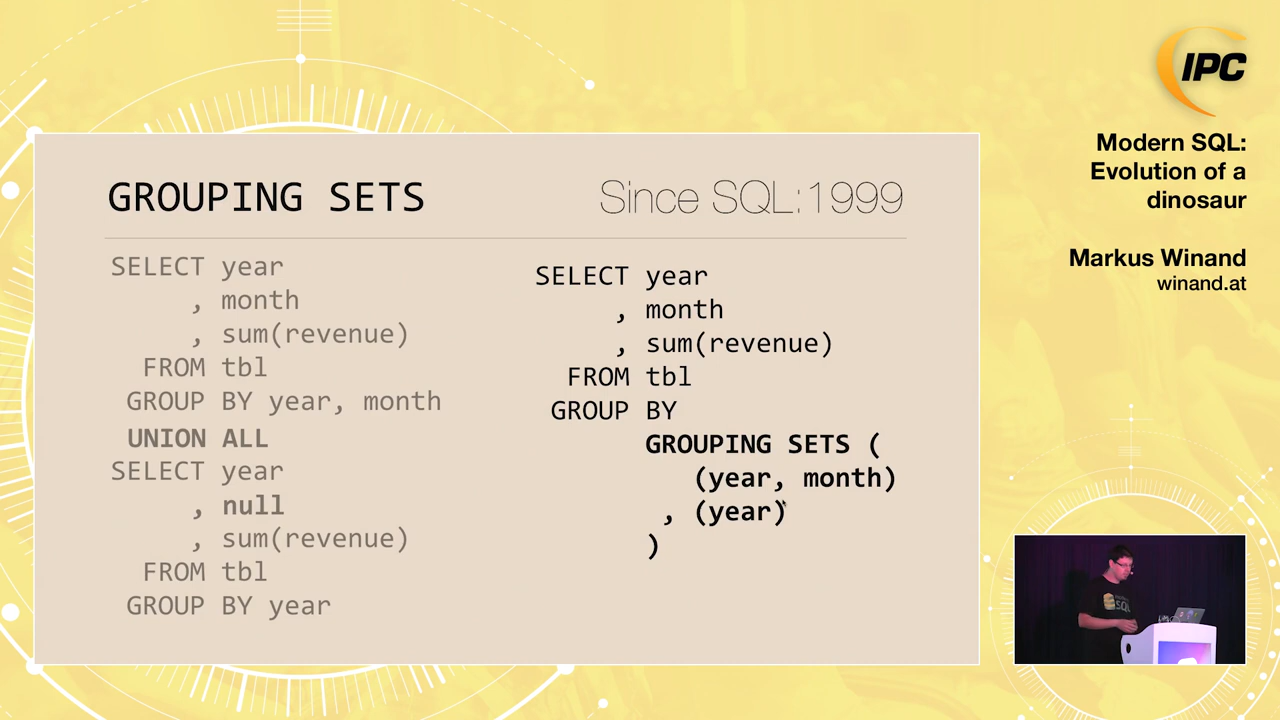 IPC
Modern SQL:
Evolution of a
dinosaur
Markus Winand
winand.at
GROUPING SETS
Since SQL:1999
SELECT year
, month
, sum(revenue)
FROM tbl
GROUP BY year, month
UNION ALL
SELECT year
, null
, sum(revenue)
FROM tbl
GROUP BY year
SELECT year
, month
, sum(revenue)
FROM tbl
GROUP BY
GROUPING SETS (
(year, month)
, (year)
)
SQL